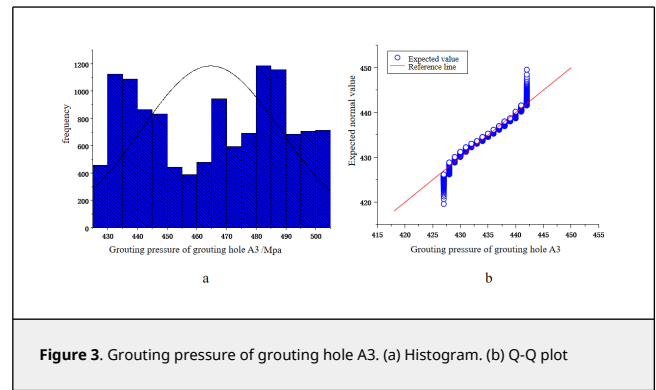 1200
1000
800
600
400
200
0
frequency
430 440 450 460 470 480 490 500
Grouting pressure of grouting hole A3 /Mpa
a
Expected value
Reference line
450
440
430
420
Expected normal value
415 420 425 430 435 440 445 450 455
Grouting pressure of grouting hole A3
b
Figure 3. Grouting pressure of grouting hole A3. (a) Histogram. (b) Q-Q plot